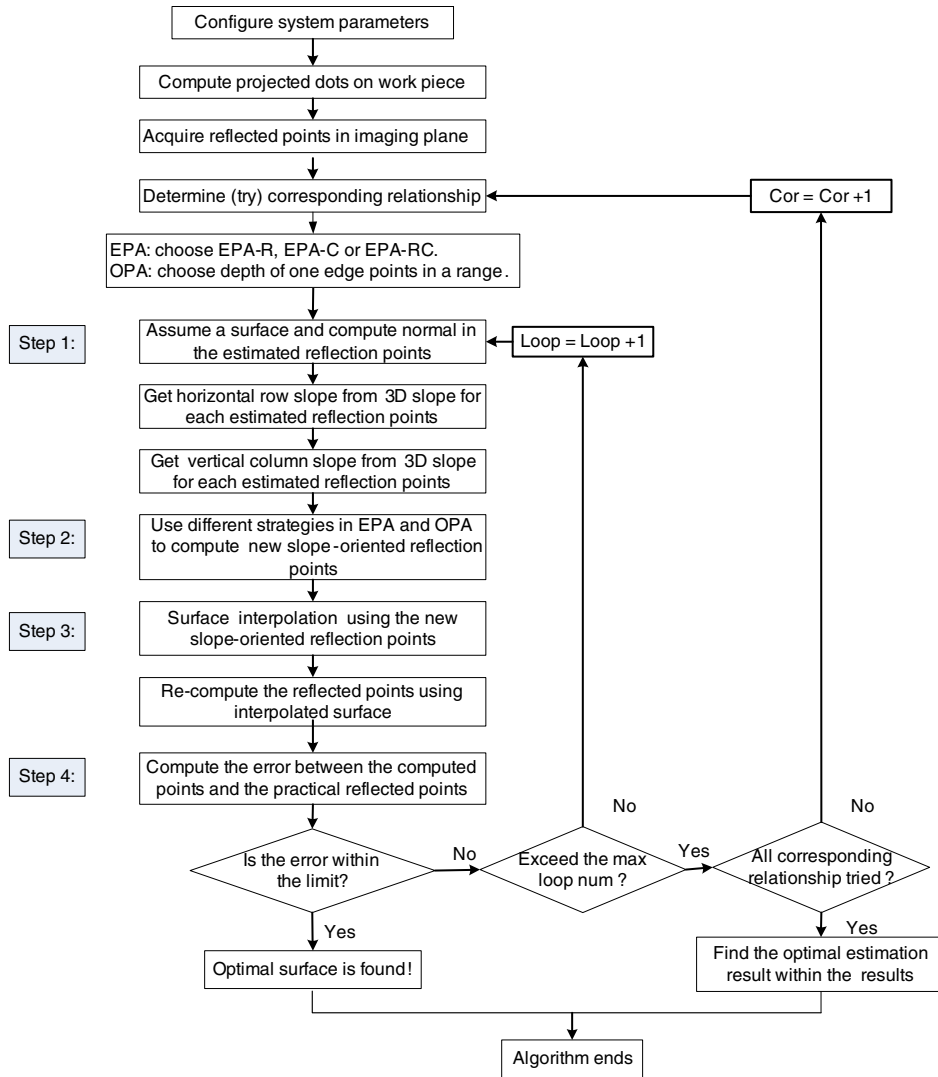 Configure system parameters
Compute projected dots on work piece
Acquire reflected points in imaging plane
Determine (try) corresponding relationship
Cor = Cor +1
EPA: choose EPA-R, EPA-C or EPA-RC.
OPA: choose depth of one edge points in a range.
Step 1:
Assume a surface and compute normal in
the estimated reflection points
Loop = Loop +1
Get horizontal row slope from 3D slope for
each estimated reflection points
Get vertical column slope from 3D slope
for each estimated reflection points
Step 2:
Use different strategies in EPA and OPA
to compute new slope-oriented reflection
points
Step 3:
Surface interpolation using the new
slope-oriented reflection points
Re-compute the reflected points using
interpolated surface
Step 4:
Compute the error between the computed
points and the practical reflected points
No
No
Is the error within
the limit?
No
Exceed the max
loop num ?
Yes
All corresponding
relationship tried ?
Yes
Yes
Optimal surface is found!
Find the optimal estimation
result within the results
Algorithm ends